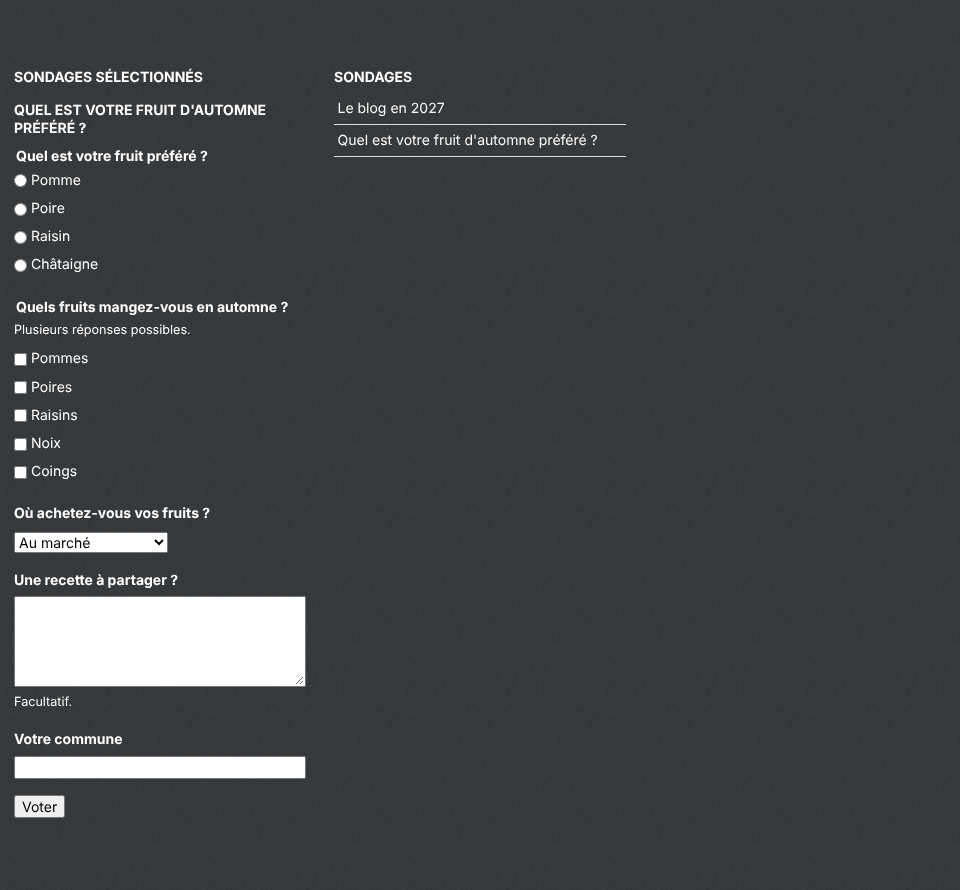 SONDAGES SÉLECTIONNÉS
QUEL EST VOTRE FRUIT D'AUTOMNE
PRÉFÉRÉ ?
Quel est votre fruit préféré ?
Pomme
Poire
Raisin
Châtaigne
Quels fruits mangez-vous en automne ?
Plusieurs réponses possibles.
Pommes
Poires
Raisins
Noix
Coings
Où achetez-vous vos fruits ?
Au marché
Une recette à partager ?
Facultatif.
Votre commune
Voter
SONDAGES
Le blog en 2027
Quel est votre fruit d'automne préféré ?